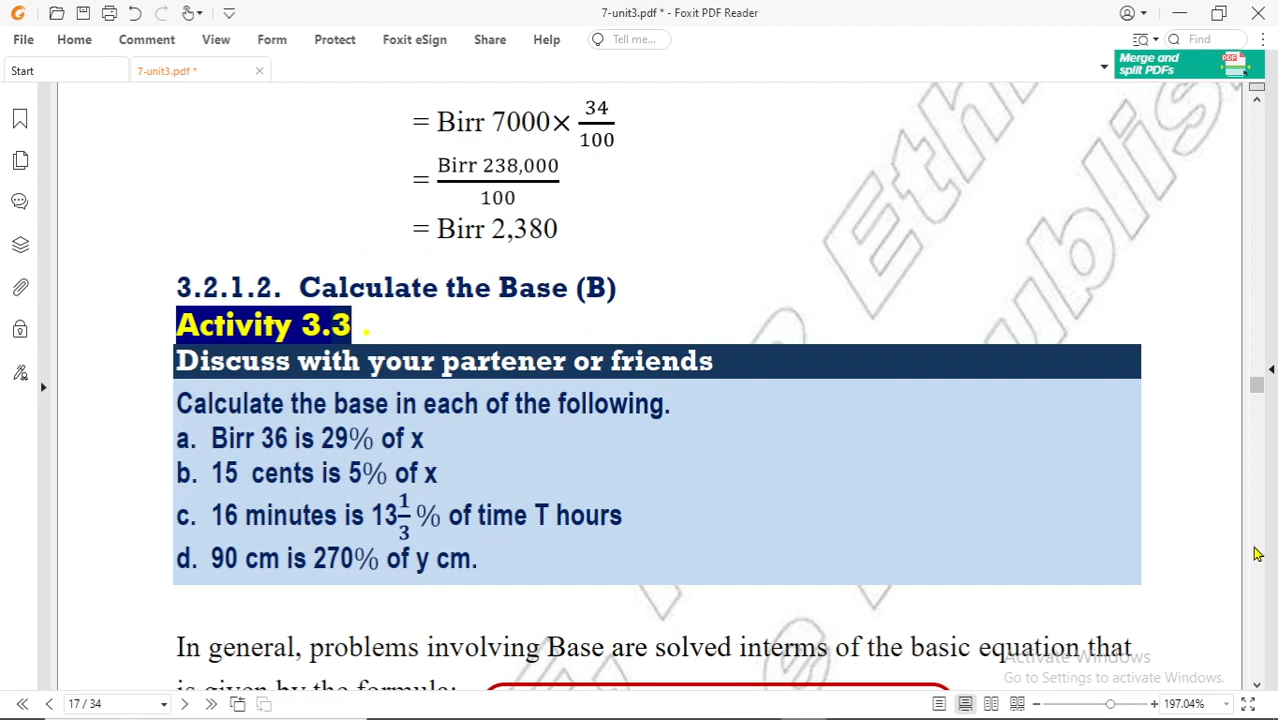 7-unit3.pdf * - Foxit PDF Reader
File Home Comment View Form Protect Foxit eSign Share Help Tell me... Find
Start 7-unit3.pdf * Merge and split PDFs
= Birr 7000× 34/100
= Birr 238,000/100
= Birr 2,380
3.2.1.2. Calculate the Base (B)
Activity 3.3 .
Discuss with your partener or friends
Calculate the base in each of the following.
a. Birr 36 is 29% of x
b. 15 cents is 5% of x
c. 16 minutes is 13 1/3 % of time T hours
d. 90 cm is 270% of y cm.
In general, problems involving Base are solved interms of the basic equation that
is given by the formula:
Activate Windows
Go to Settings to activate Windows.
17 / 34 197.04%